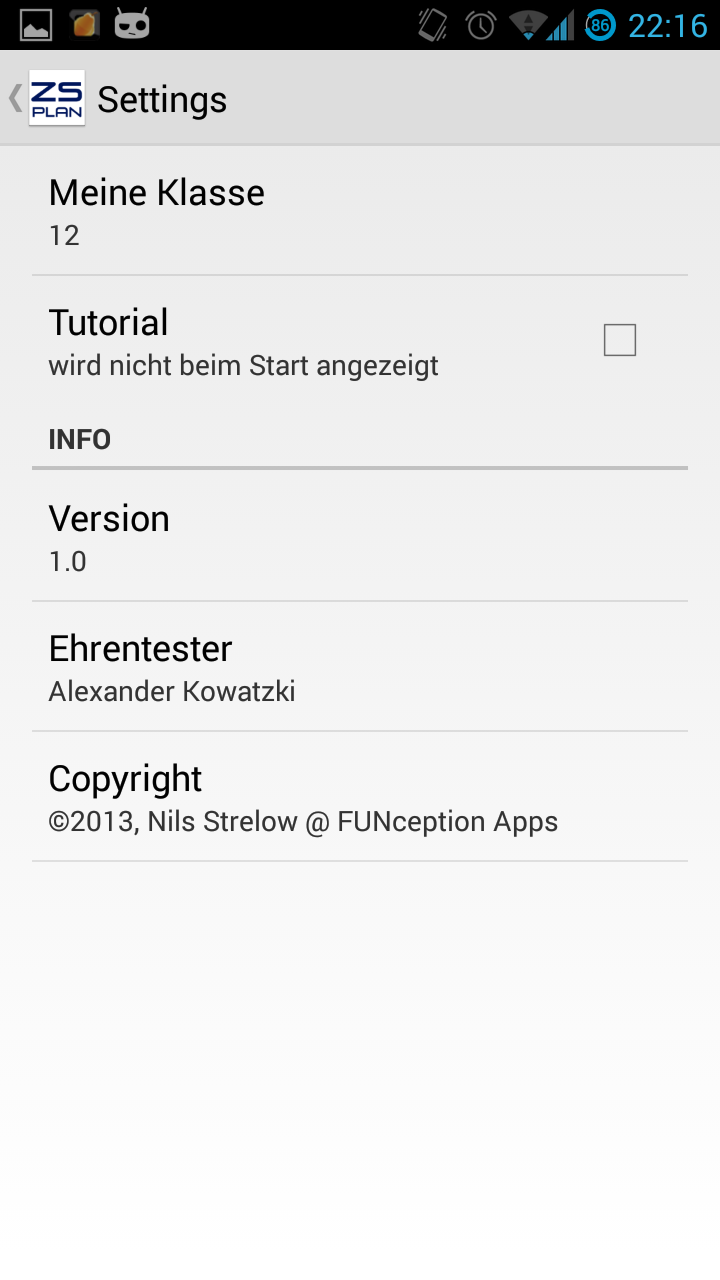 86 22:16
ZS
PLAN
Settings
Meine Klasse
12
Tutorial
wird nicht beim Start angezeigt
INFO
Version
1.0
Ehrentester
Alexander Kowatzki
Copyright
©2013, Nils Strelow @ FUNception Apps